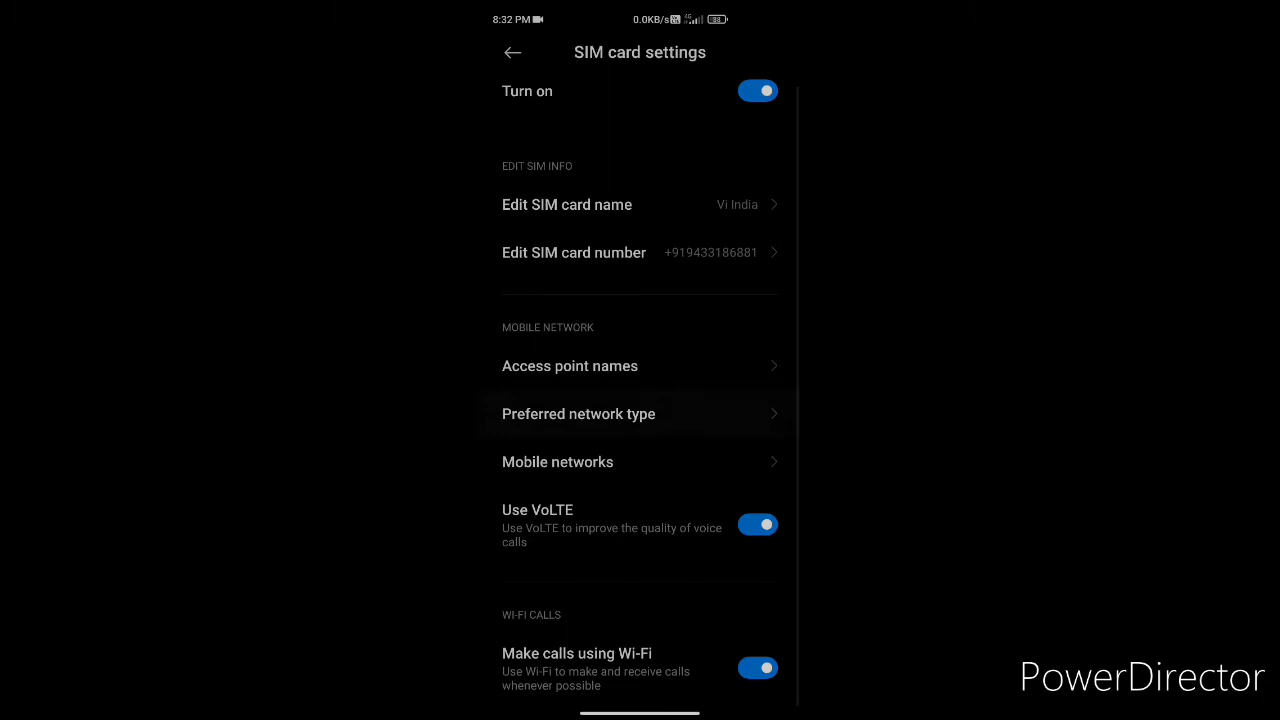 8:32 PM 0.0KB/s 4G 38
SIM card settings
Turn on
EDIT SIM INFO
Edit SIM card name Vi India
Edit SIM card number +919433186881
MOBILE NETWORK
Access point names
Preferred network type
Mobile networks
Use VoLTE
Use VoLTE to improve the quality of voice
calls
WI-FI CALLS
Make calls using Wi-Fi
Use Wi-Fi to make and receive calls
whenever possible
PowerDirector